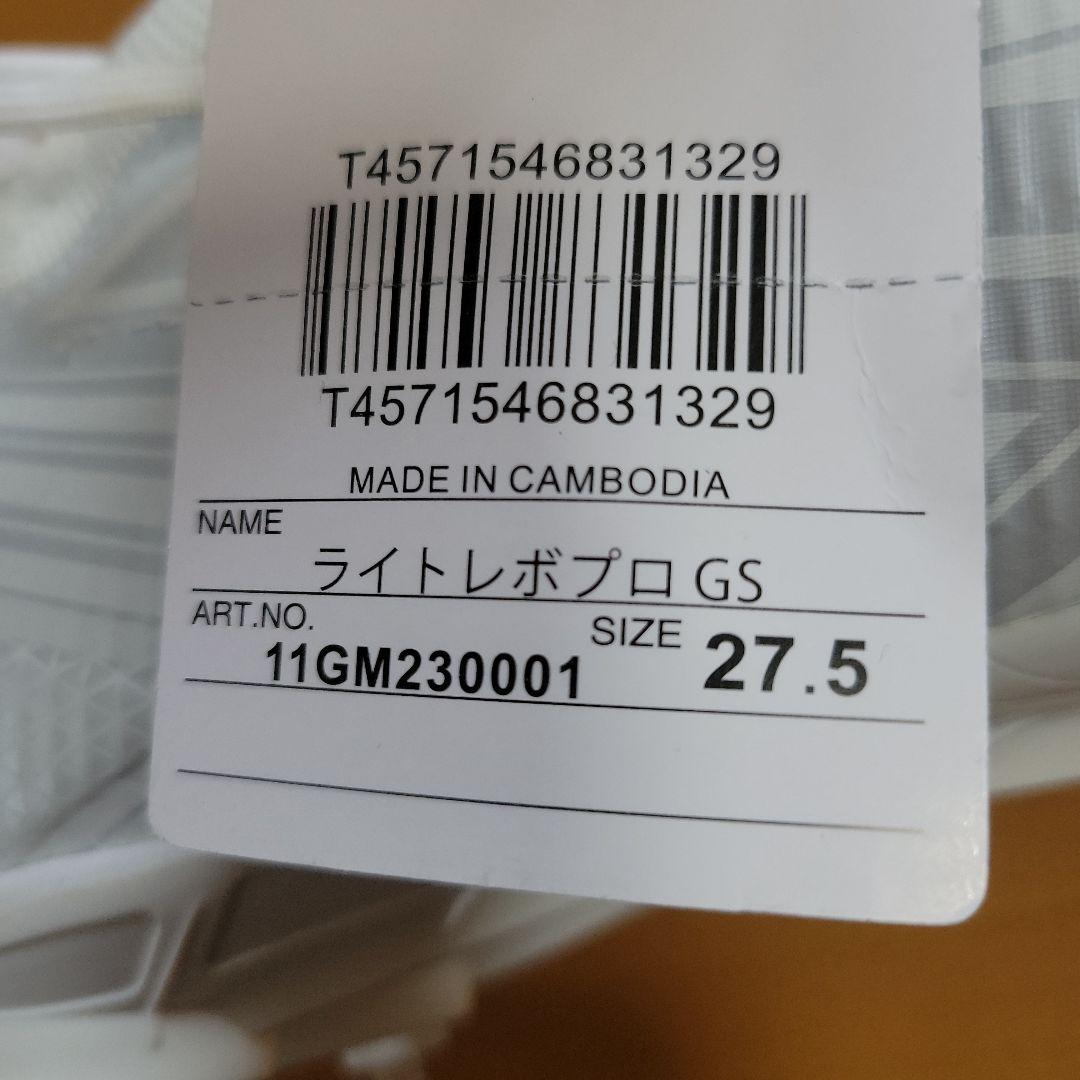 T4571546831329
T4571546831329
MADE IN CAMBODIA
NAME
ライトレボプロ GS
ART.NO.
11GM230001
SIZE 27.5